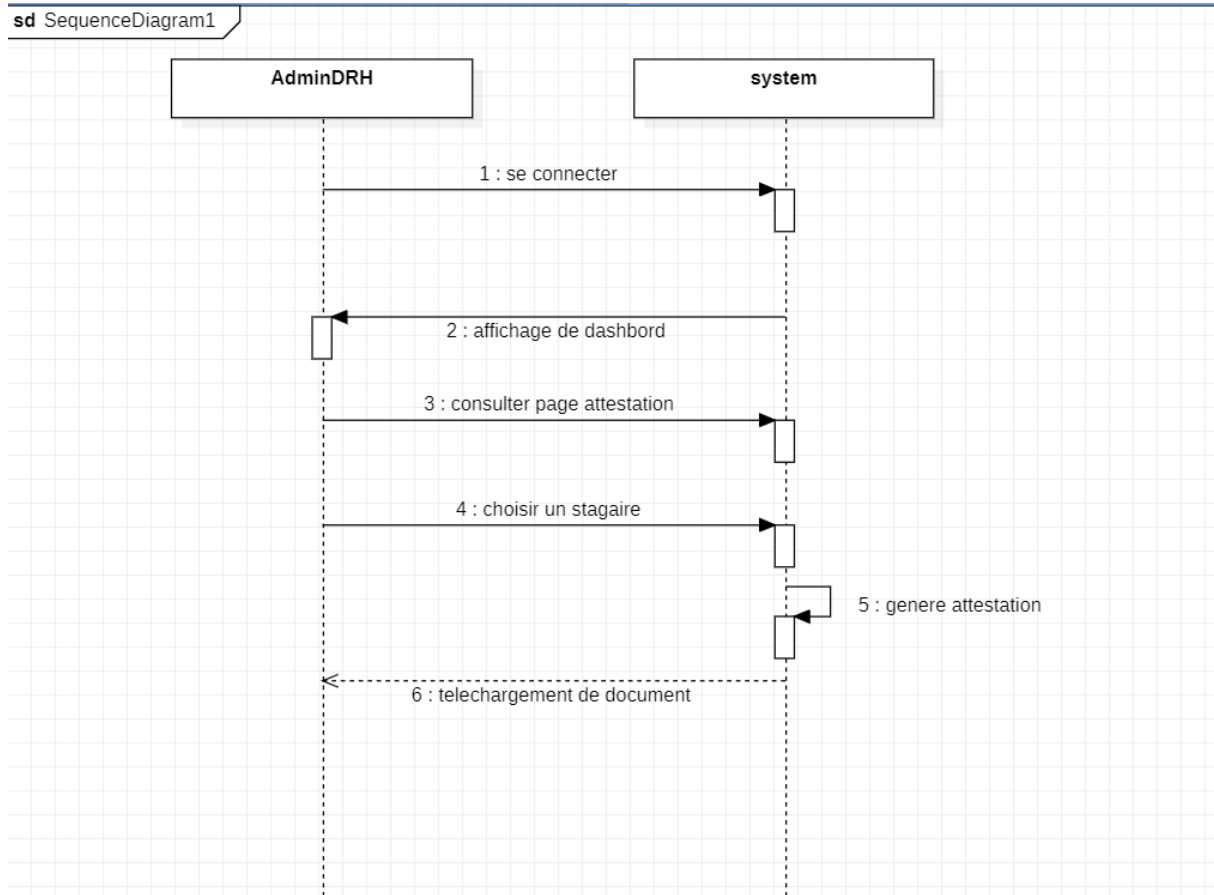 sd SequenceDiagram1
AdminDRH
system
1 : se connecter
2 : affichage de dashbord
3 : consulter page attestation
4 : choisir un stagaire
5 : genere attestation
6 : telechargement de document